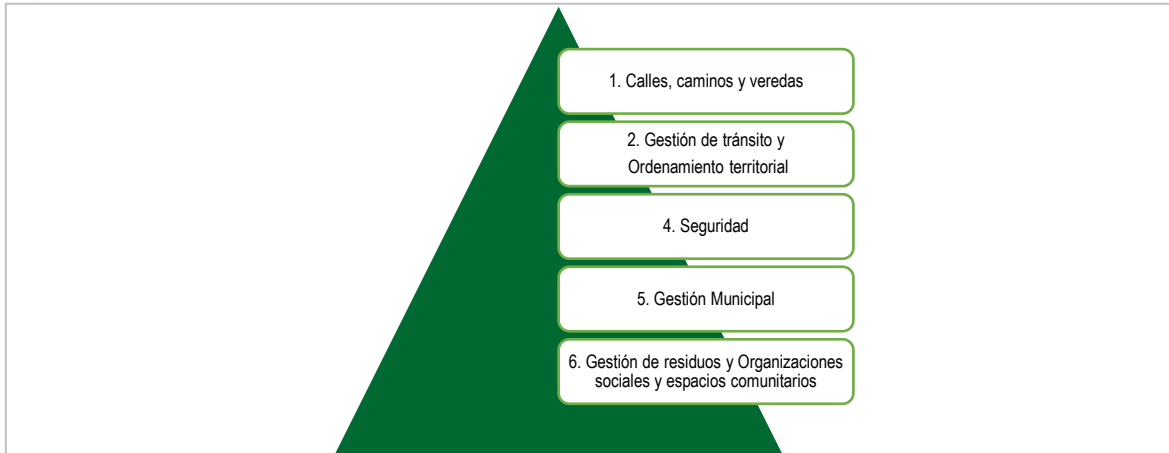 1. Calles, caminos y veredas
2. Gestión de tránsito y
Ordenamiento territorial
4. Seguridad
5. Gestión Municipal
6. Gestión de residuos y Organizaciones
sociales y espacios comunitarios